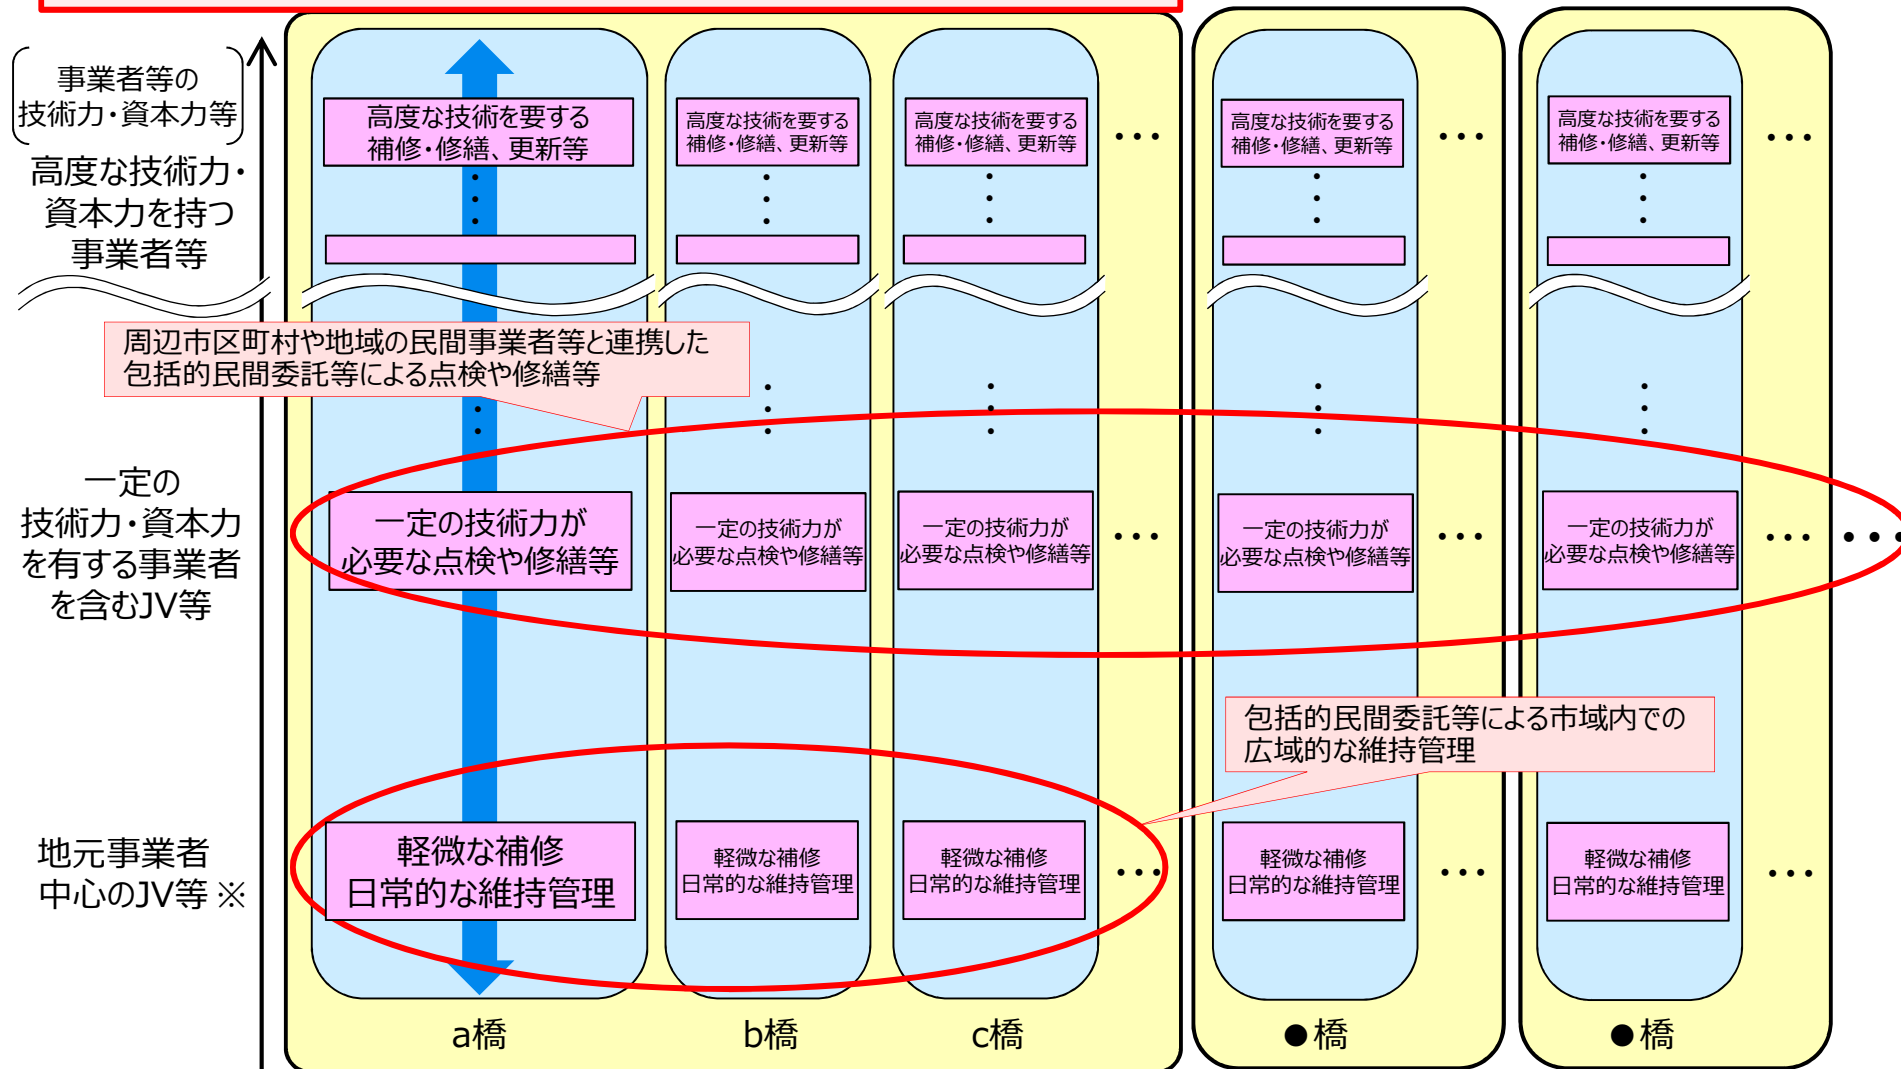 事業者等の
技術力・資本力等
高度な技術力・
資本力を持つ
事業者等
高度な技術を要する
補修・修繕、更新等
高度な技術を要する
補修・修繕、更新等
高度な技術を要する
補修・修繕、更新等
…
高度な技術を要する
補修・修繕、更新等
…
高度な技術を要する
補修・修繕、更新等
…
周辺市区町村や地域の民間事業者等と連携した
包括的民間委託等による点検や修繕等
一定の
技術力・資本力
を有する事業者
を含むJV等
一定の技術力が
必要な点検や修繕等
一定の技術力が
必要な点検や修繕等
一定の技術力が
必要な点検や修繕等
…
一定の技術力が
必要な点検や修繕等
…
一定の技術力が
必要な点検や修繕等
… …
包括的民間委託等による市域内での
広域的な維持管理
地元事業者
中心のJV等 ※
軽微な補修
日常的な維持管理
軽微な補修
日常的な維持管理
軽微な補修
日常的な維持管理
…
軽微な補修
日常的な維持管理
…
軽微な補修
日常的な維持管理
…
a橋
b橋
c橋
●橋
●橋